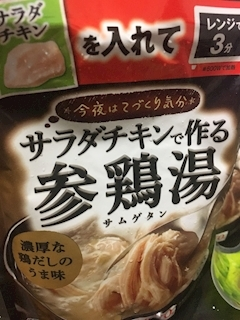 サラダ
チキン
を入れて
レンジで
3分
今夜はてづくり気分
サラダチキンで作る
参鶏湯
サムゲタン
濃厚な
鶏だしの
うま味